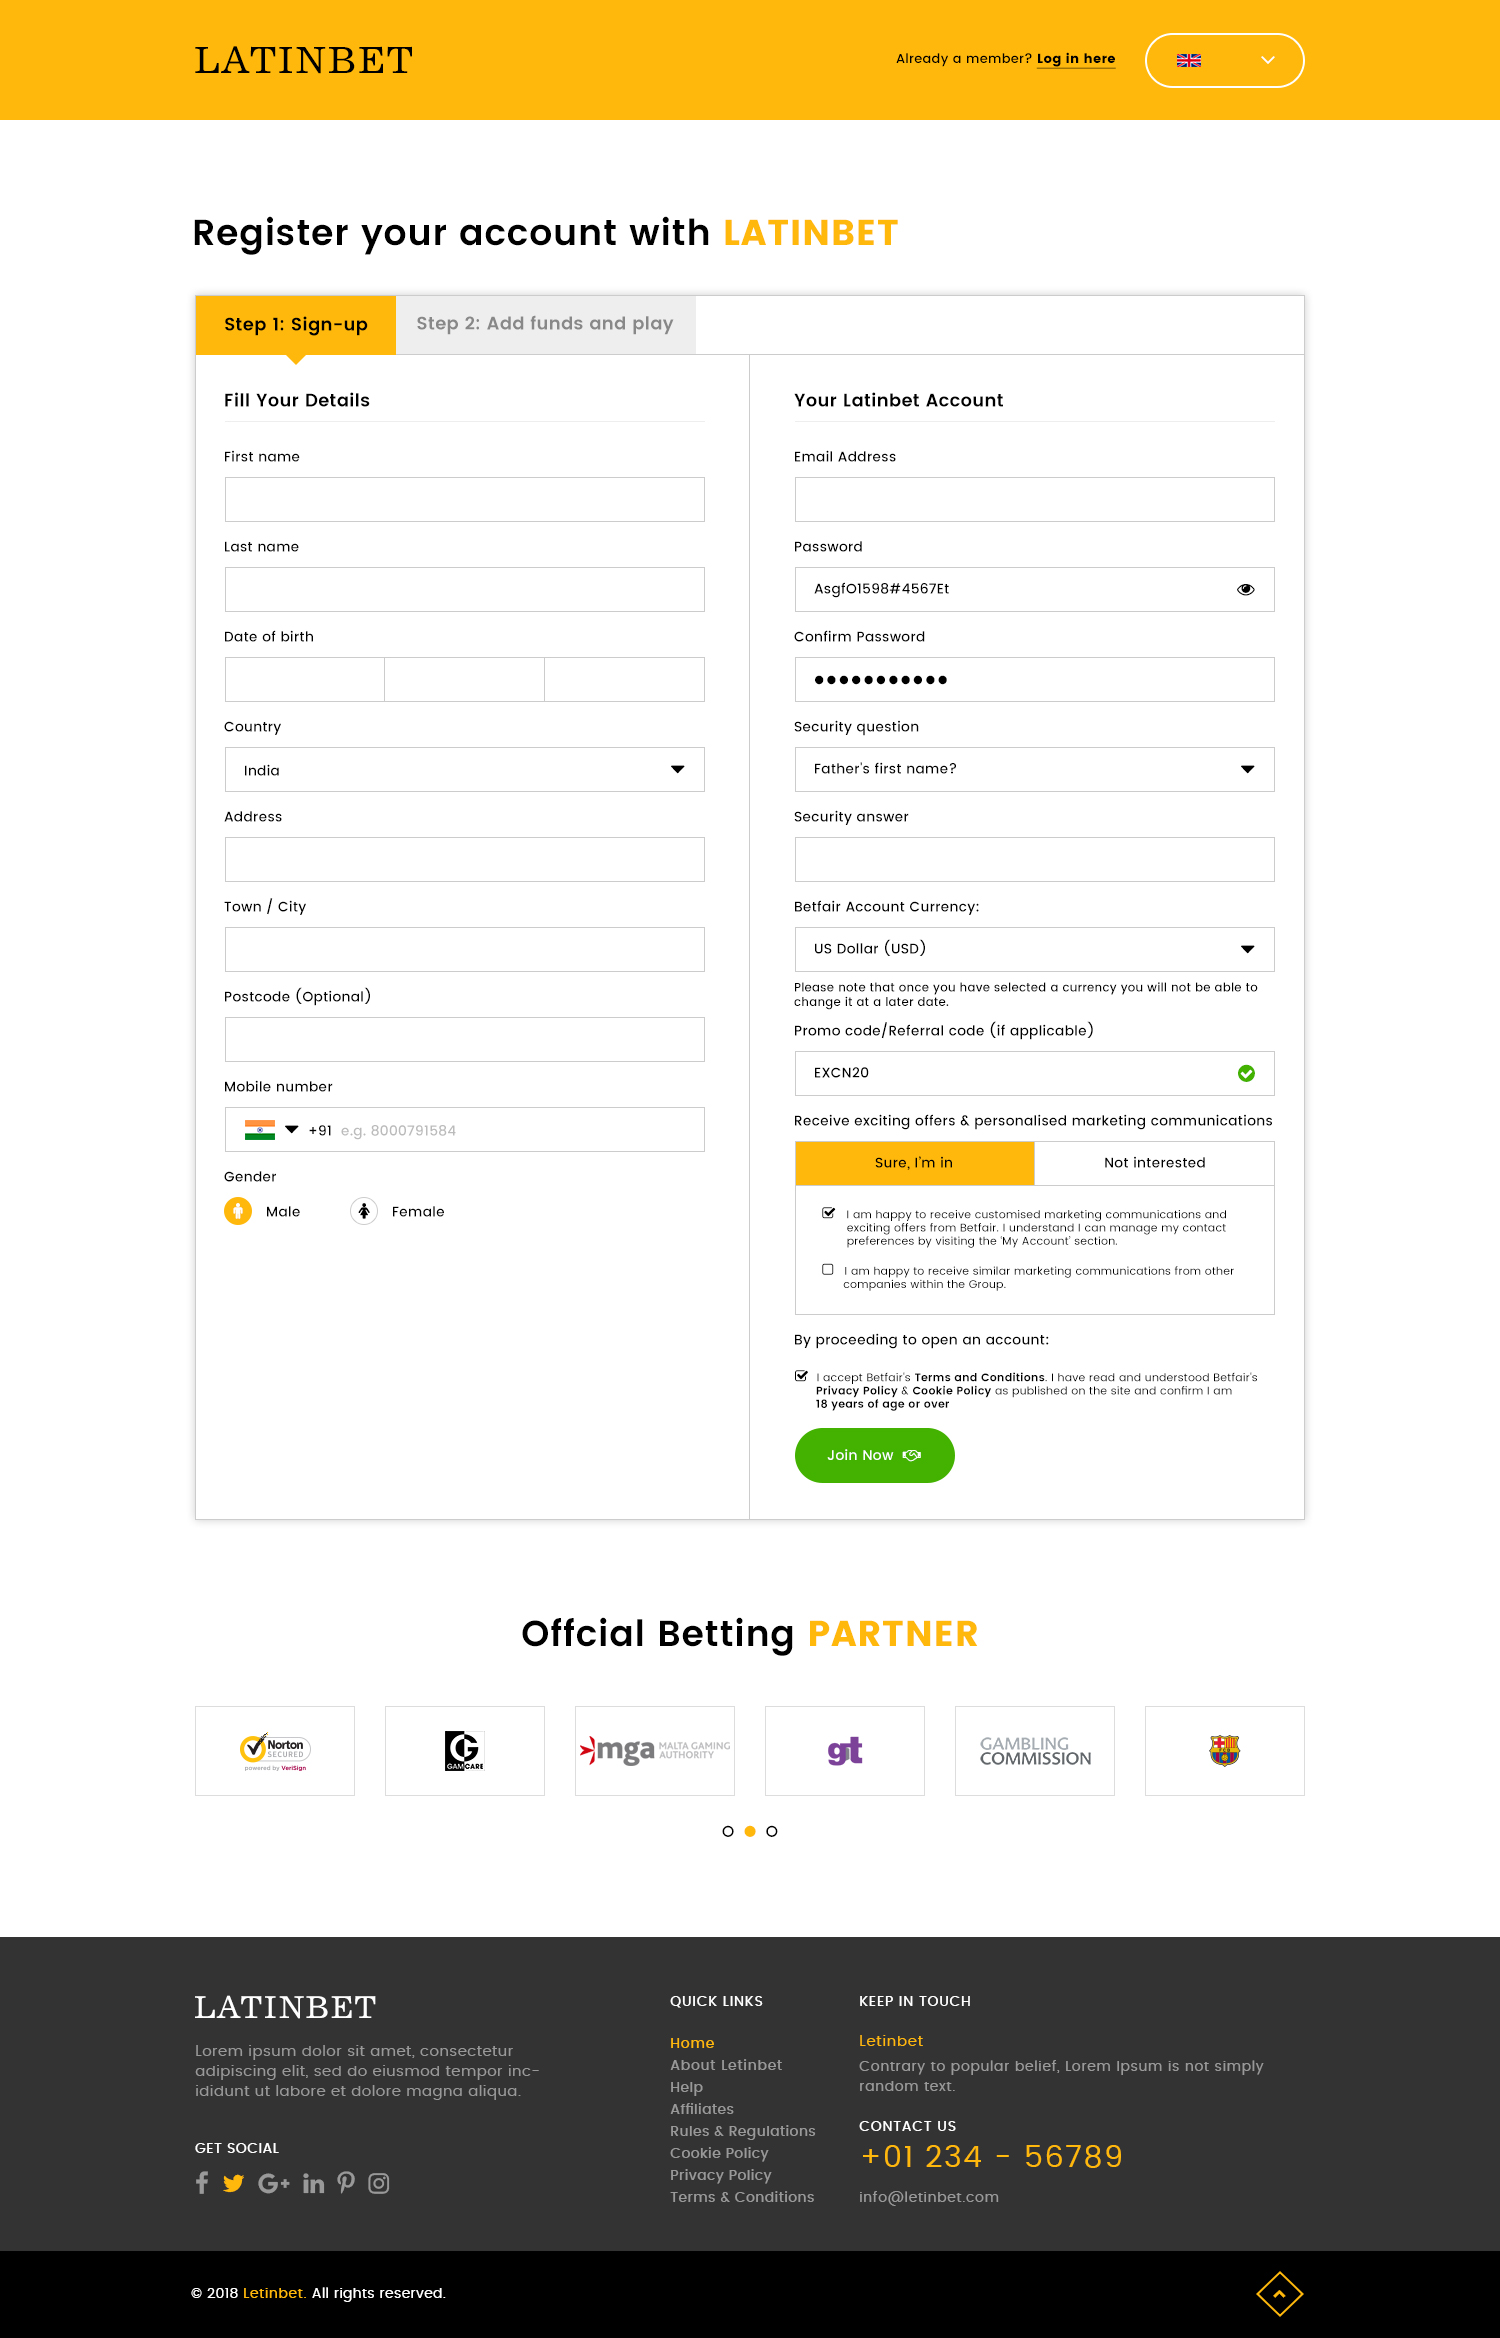 LATINBET
Already a member? Log in here
Register your account with LATINBET
Step 1: Sign-up
Step 2: Add funds and play
Fill Your Details
First name
Last name
Date of birth
Country
India
Address
Town / City
Postcode (Optional)
Mobile number
+91 e.g. 8000791584
Gender
Male
Female
Your Latinbet Account
Email Address
Password
AsgfO1598#4567Et
Confirm Password
Security question
Father's first name?
Security answer
Betfair Account Currency:
US Dollar (USD)
Please note that once you have selected a currency you will not be able to
change it at a later date.
Promo code/Referral code (if applicable)
EXCN20
Receive exciting offers & personalised marketing communications
Sure, I'm in
Not interested
I am happy to receive customised marketing communications and
exciting offers from Betfair. I understand I can manage my contact
preferences by visiting the 'My Account' section.
I am happy to receive similar marketing communications from other
companies within the Group.
By proceeding to open an account:
I accept Betfair's Terms and Conditions. I have read and understood Betfair's
Privacy Policy & Cookie Policy as published on the site and confirm I am
18 years of age or over
Join Now
Offcial Betting PARTNER
Norton
SECURED
powered by VeriSign
GAMCARE
mga MALTA GAMING
AUTHORITY
gt
GAMBLING
COMMISSION
FCB
LATINBET
Lorem ipsum dolor sit amet, consectetur
adipiscing elit, sed do eiusmod tempor inc-
ididunt ut labore et dolore magna aliqua.
GET SOCIAL
QUICK LINKS
Home
About Letinbet
Help
Affiliates
Rules & Regulations
Cookie Policy
Privacy Policy
Terms & Conditions
KEEP IN TOUCH
Letinbet
Contrary to popular belief, Lorem Ipsum is not simply
random text.
CONTACT US
+01 234 - 56789
info@letinbet.com
© 2018 Letinbet. All rights reserved.